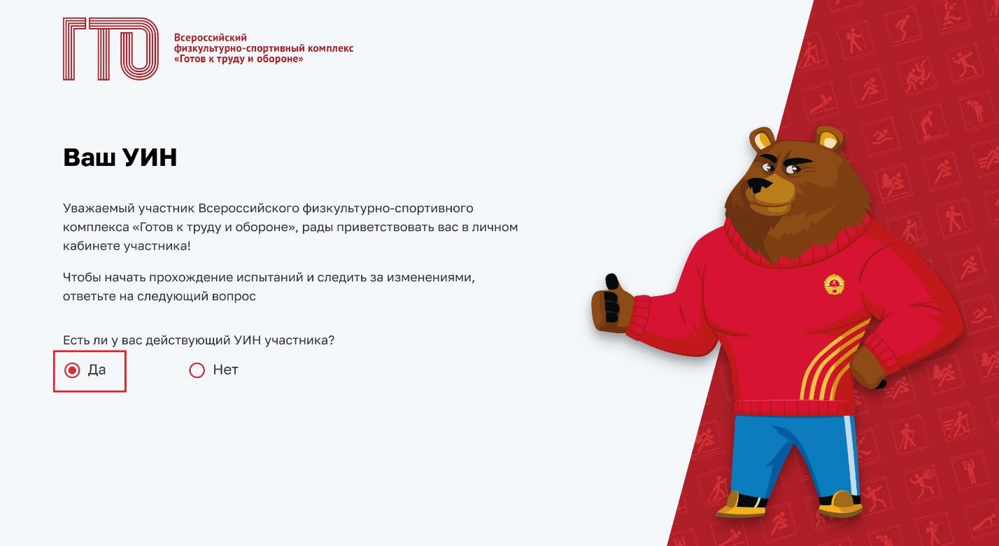 ГТО
Всероссийский
физкультурно-спортивный комплекс
«Готов к труду и обороне»
Ваш УИН
Уважаемый участник Всероссийского физкультурно-спортивного
комплекса «Готов к труду и обороне», рады приветствовать вас в личном
кабинете участника!
Чтобы начать прохождение испытаний и следить за изменениями,
ответьте на следующий вопрос
Есть ли у вас действующий УИН участника?
Да
Нет